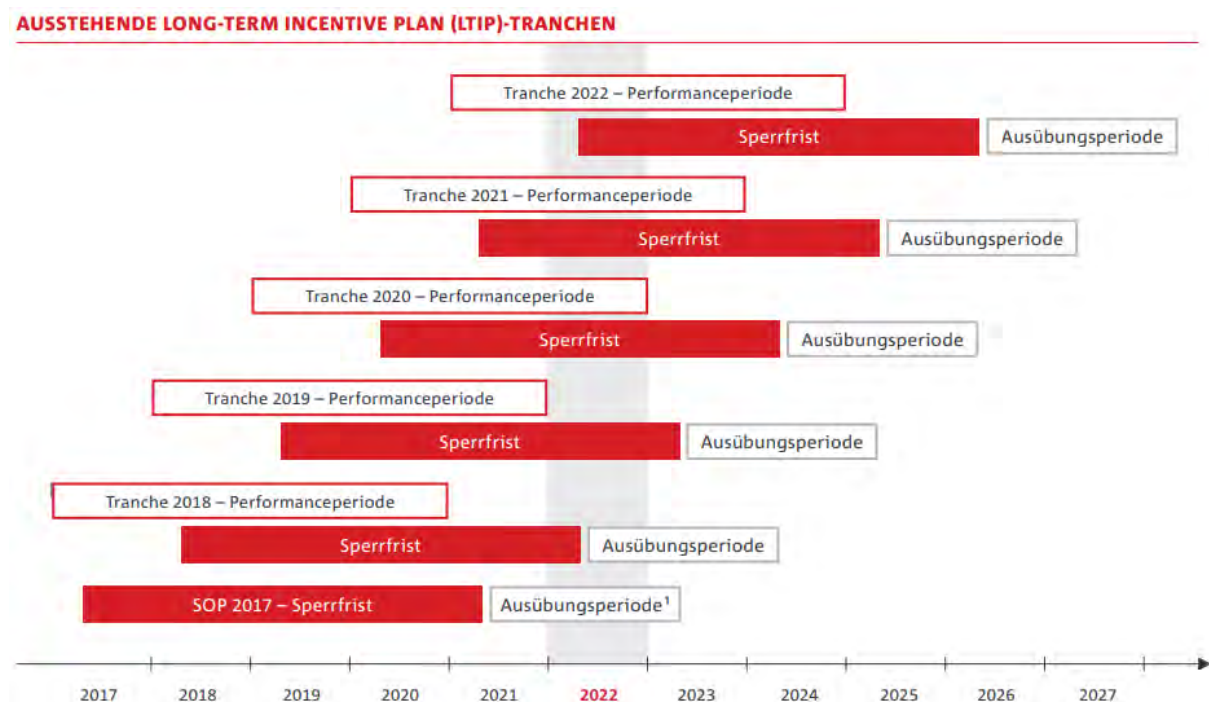 AUSSTEHENDE LONG-TERM INCENTIVE PLAN (LTIP)-TRANCHEN
Tranche 2022 – Performanceperiode
Sperrfrist
Ausübungsperiode
Tranche 2021 – Performanceperiode
Sperrfrist
Ausübungsperiode
Tranche 2020 – Performanceperiode
Sperrfrist
Ausübungsperiode
Tranche 2019 – Performanceperiode
Sperrfrist
Ausübungsperiode
Tranche 2018 – Performanceperiode
Sperrfrist
Ausübungsperiode
SOP 2017 – Sperrfrist
Ausübungsperiode¹
2017 2018 2019 2020 2021 2022 2023 2024 2025 2026 2027